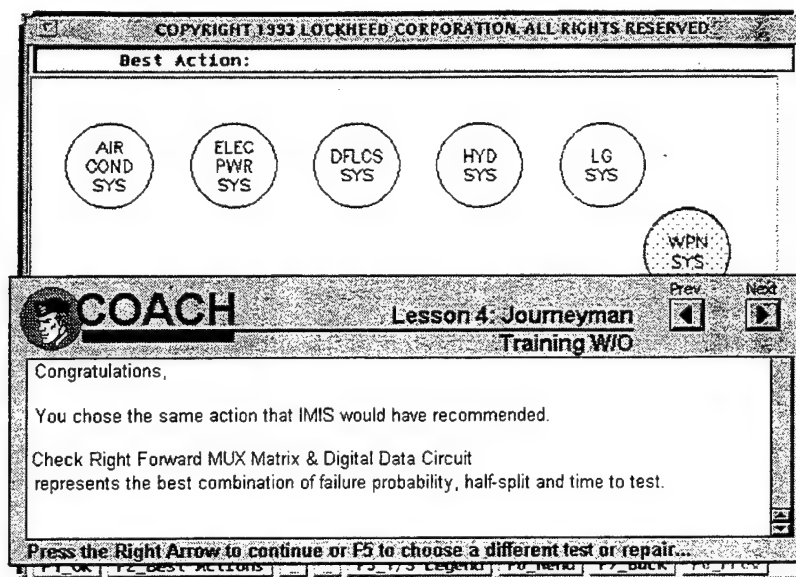 COPYRIGHT 1993 LOCKHEED CORPORATION. ALL RIGHTS RESERVED
Best Action:
AIR
COND
SYS
ELEC
PWR
SYS
DFLCS
SYS
HYD
SYS
LG
SYS
WPN
SYS
COACH
Lesson 4: Journeyman
Training W/O
Prev
Next
Congratulations,
You chose the same action that IMIS would have recommended.
Check Right Forward MUX Matrix & Digital Data Circuit
represents the best combination of failure probability, half-split and time to test.
Press the Right Arrow to continue or F5 to choose a different test or repair...